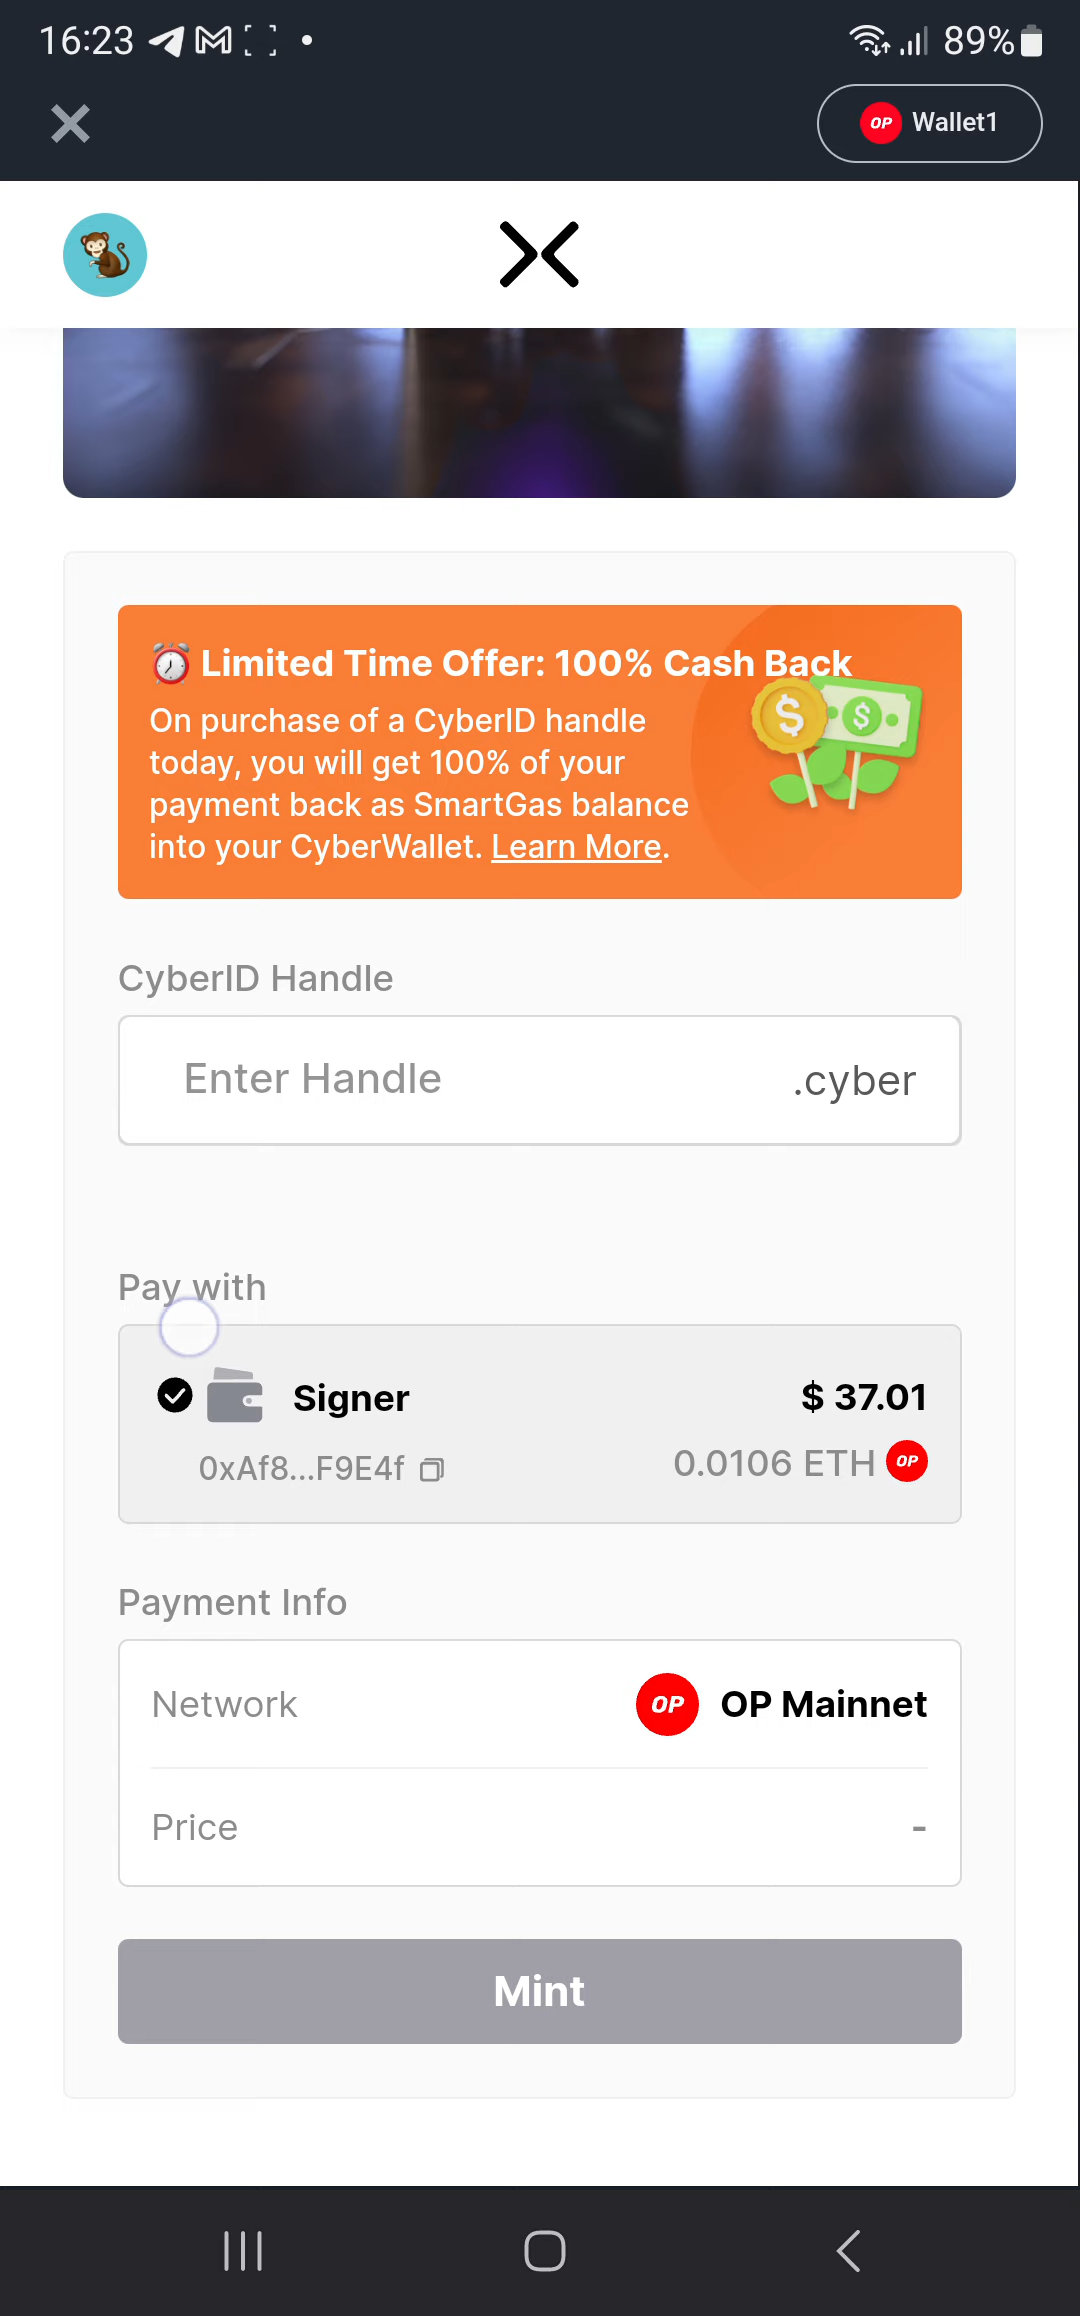 16:23
89%
OP Wallet1
Limited Time Offer: 100% Cash Back
On purchase of a CyberID handle
today, you will get 100% of your
payment back as SmartGas balance
into your CyberWallet. Learn More.
CyberID Handle
Enter Handle
.cyber
Pay with
Signer
$ 37.01
0xAf8...F9E4f
0.0106 ETH OP
Payment Info
Network
OP OP Mainnet
Price
-
Mint